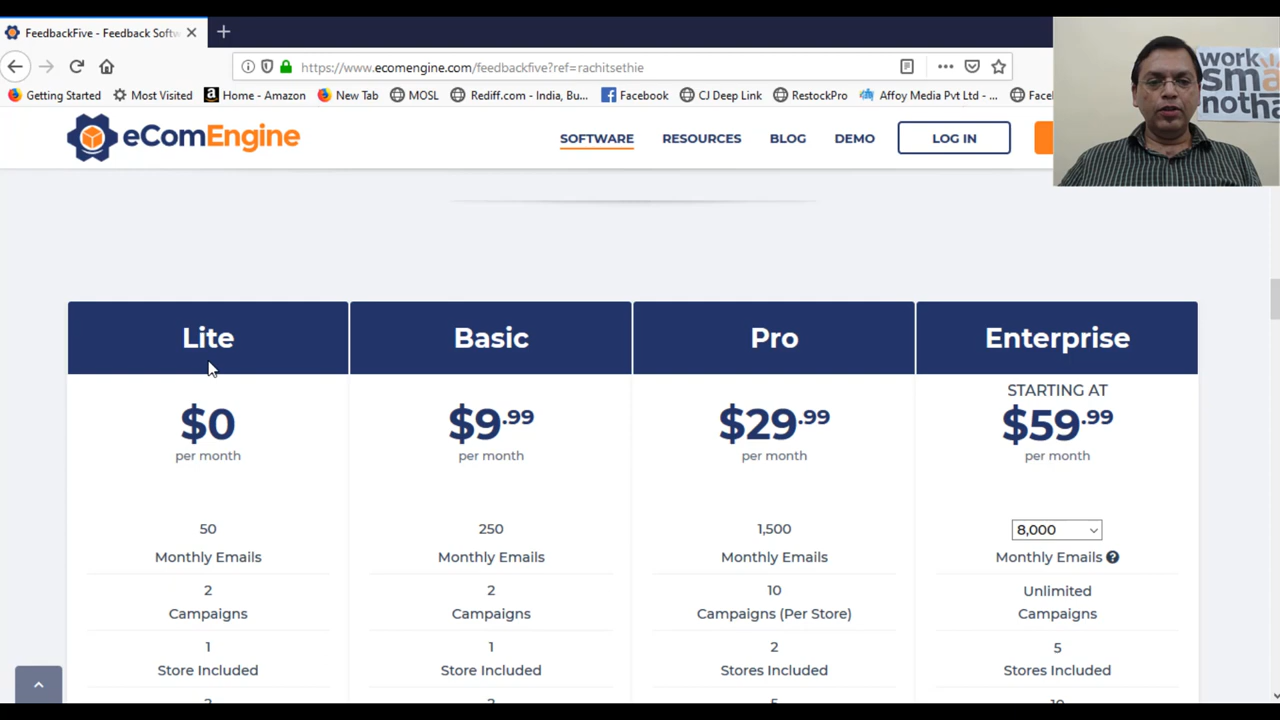 FeedbackFive - Feedback Softw
https://www.ecomengine.com/feedbackfive?ref=rachitsethie
Getting Started Most Visited Home - Amazon New Tab MOSL Rediff.com - India, Bu... Facebook CJ Deep Link RestockPro Affoy Media Pvt Ltd - ... Face
work
sma
notha
eComEngine
SOFTWARE RESOURCES BLOG DEMO LOG IN
Lite Basic Pro Enterprise
STARTING AT
$0 $9.99 $29.99 $59.99
per month per month per month per month
50 250 1,500 8,000
Monthly Emails Monthly Emails Monthly Emails Monthly Emails
2 2 10 Unlimited
Campaigns Campaigns Campaigns (Per Store) Campaigns
1 1 2 5
Store Included Store Included Stores Included Stores Included